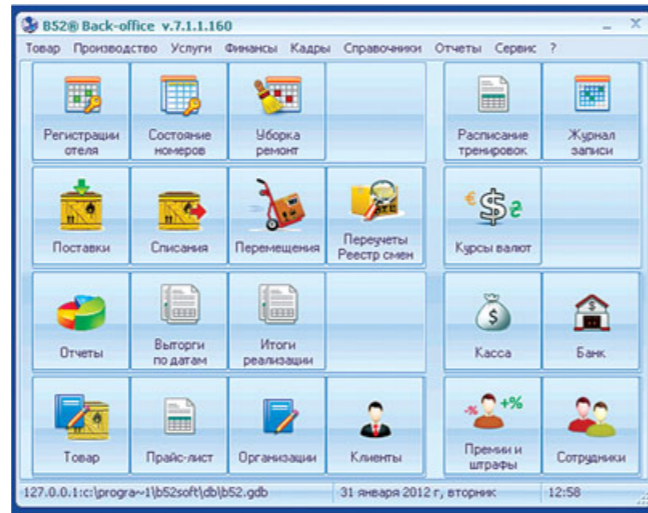 B52® Back-office v.7.1.1.160
Товар Производство Услуги Финансы Кадры Справочники Отчеты Сервис ?
Регистрации
отеля
Состояние
номеров
Уборка
ремонт
Расписание
тренировок
Журнал
записи
Поставки
Списания
Перемещения
Переучеты
Реестр смен
Курсы валют
Отчеты
Выторги
по датам
Итоги
реализации
Касса
Банк
Товар
Прайс-лист
Организации
Клиенты
-% +%
Премии и
штрафы
Сотрудники
127.0.0.1:c:\progra~1\b52soft\db\b52.gdb 31 января 2012 г, вторник 12:58